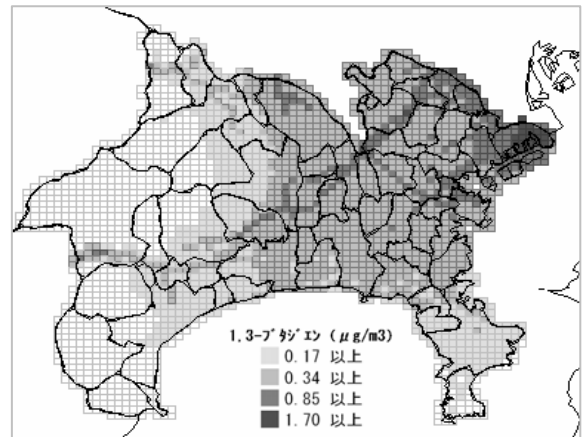 1,3-ブタジエン (μg/m3)
0.17 以上
0.34 以上
0.85 以上
1.70 以上